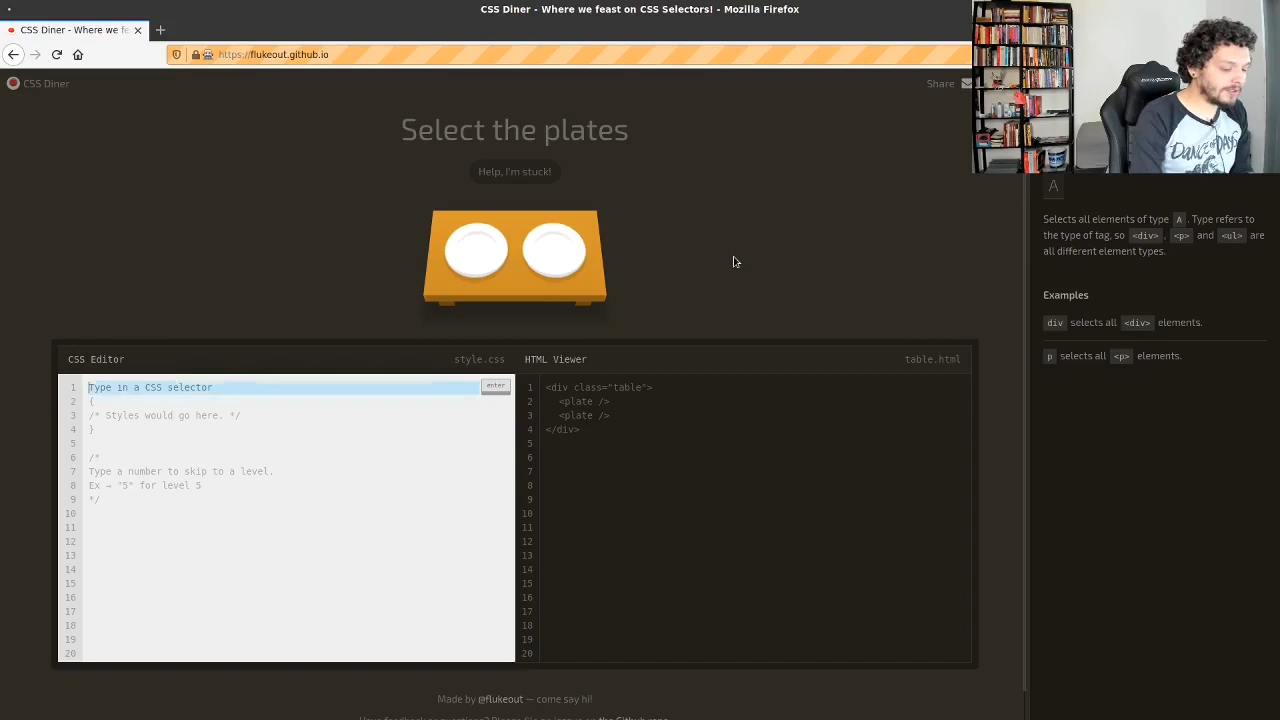 CSS Diner - Where we feast on CSS Selectors! - Mozilla Firefox
CSS Diner - Where we fe
https://flukeout.github.io
CSS Diner
Share
Select the plates
Help, I'm stuck!
A
Selects all elements of type A . Type refers to
the type of tag, so <div> , <p> and <ul> are
all different element types.
Examples
div selects all <div> elements.
p selects all <p> elements.
CSS Editor
style.css
HTML Viewer
table.html
1 Type in a CSS selector
enter
2 {
3 /* Styles would go here. */
4 }
5
6 /*
7 Type a number to skip to a level.
8 Ex → "5" for level 5
9 */
10
11
12
13
14
15
16
17
18
19
20
1 <div class="table">
2 <plate />
3 <plate />
4 </div>
5
6
7
8
9
10
11
12
13
14
15
16
17
18
19
20
Made by @flukeout — come say hi!
DANCE OF DAYS